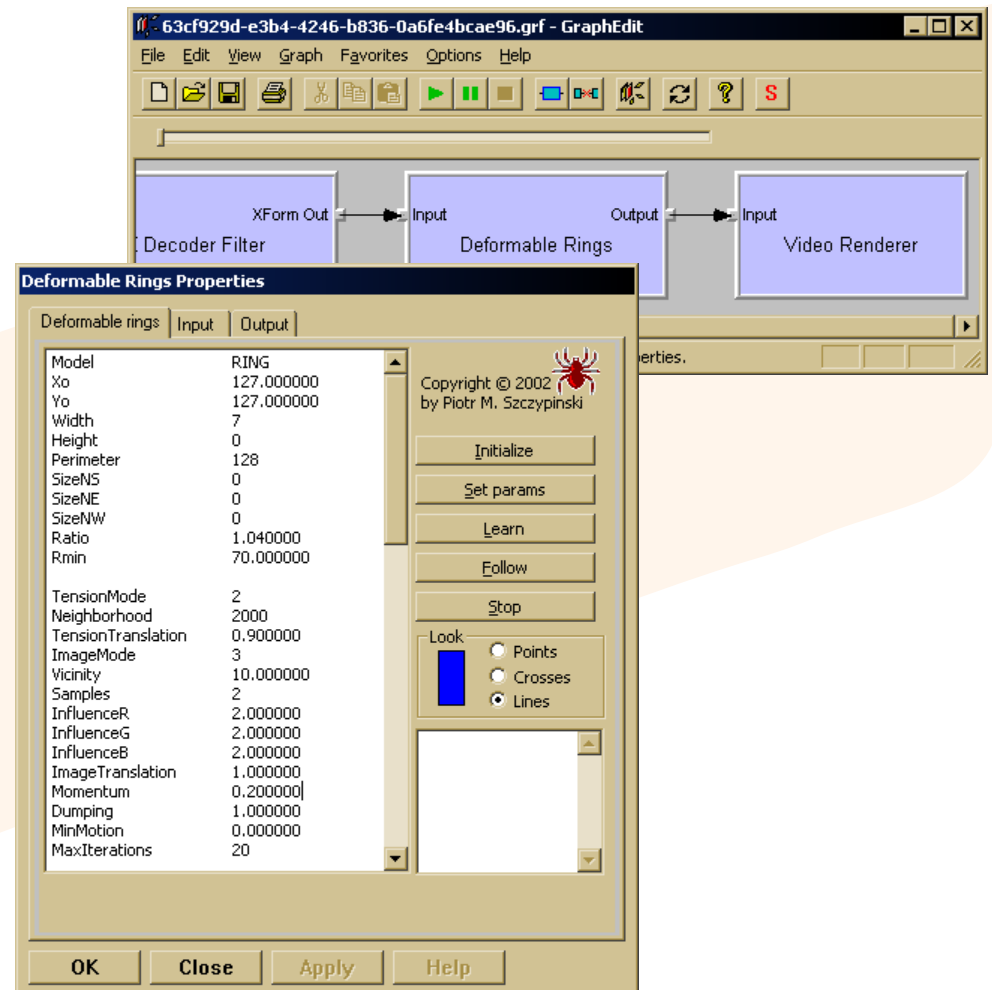 63cf929d-e3b4-4246-b836-0a6fe4bcae96.grf - GraphEdit
File Edit View Graph Favorites Options Help
S
XForm Out Input Output Input
Decoder Filter Deformable Rings Video Renderer
Deformable Rings Properties
Deformable rings Input Output
Model RING
Xo 127.000000
Yo 127.000000
Width 7
Height 0
Perimeter 128
SizeNS 0
SizeNE 0
SizeNW 0
Ratio 1.040000
Rmin 70.000000
TensionMode 2
Neighborhood 2000
TensionTranslation 0.900000
ImageMode 3
Vicinity 10.000000
Samples 2
InfluenceR 2.000000
InfluenceG 2.000000
InfluenceB 2.000000
ImageTranslation 1.000000
Momentum 0.200000
Dumping 1.000000
MinMotion 0.000000
MaxIterations 20
Copyright © 2002
by Piotr M. Szczypinski
Initialize
Set params
Learn
Follow
Stop
Look
Points
Crosses
Lines
erties.
OK Close Apply Help